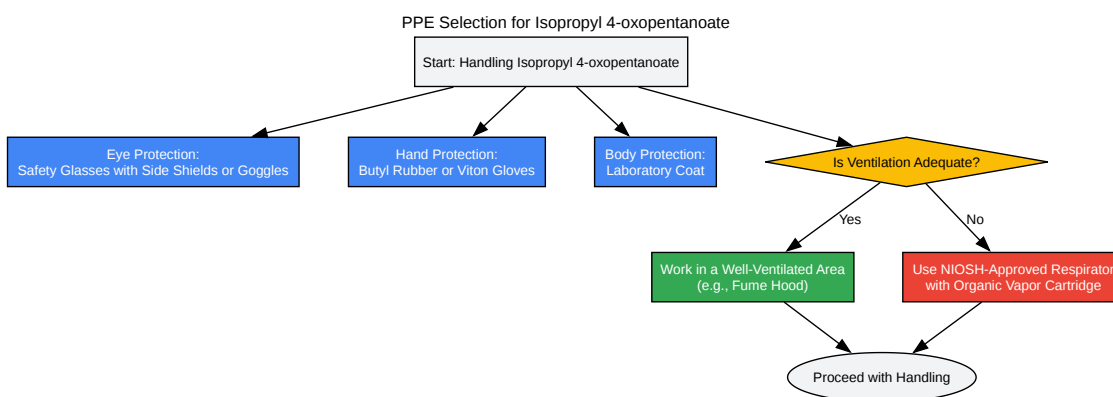 PPE Selection for Isopropyl 4-oxopentanoate
Start: Handling Isopropyl 4-oxopentanoate
Eye Protection:
Safety Glasses with Side Shields or Goggles
Hand Protection:
Butyl Rubber or Viton Gloves
Body Protection:
Laboratory Coat
Is Ventilation Adequate?
Yes
No
Work in a Well-Ventilated Area
(e.g., Fume Hood)
Use NIOSH-Approved Respirator
with Organic Vapor Cartridge
Proceed with Handling